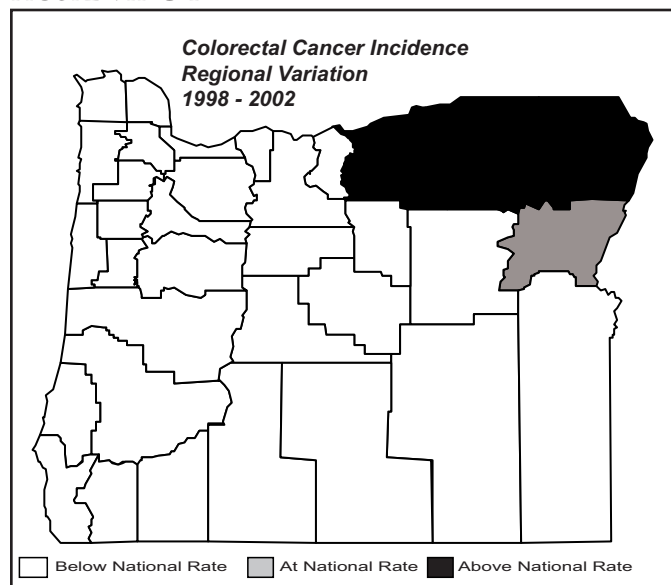 Colorectal Cancer Incidence
Regional Variation
1998 - 2002
Below National Rate At National Rate Above National Rate